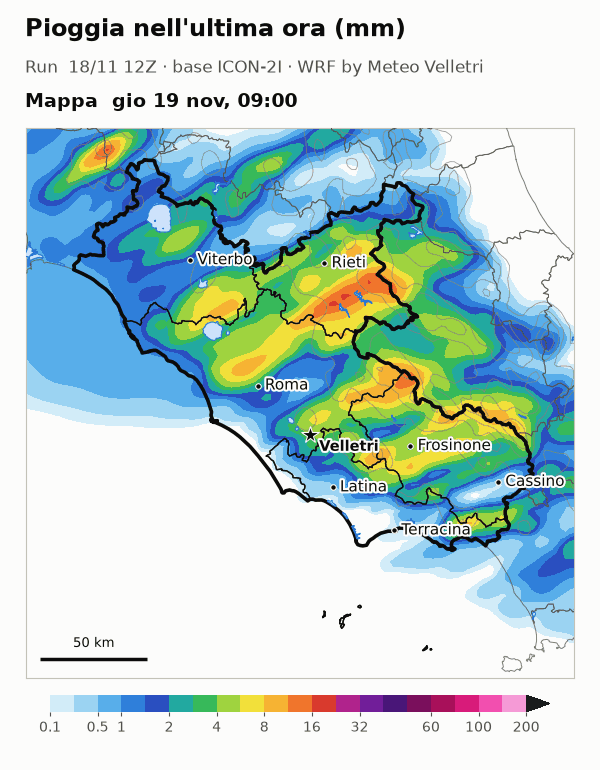 Pioggia nell'ultima ora (mm)
Run  18/11 12Z · base ICON-2I · WRF by Meteo Velletri
Mappa  gio 19 nov, 09:00
Viterbo
Rieti
Roma
Velletri
Frosinone
Latina
Cassino
Terracina
50 km
0.1 0.5 1 2 4 8 16 32 60 100 200